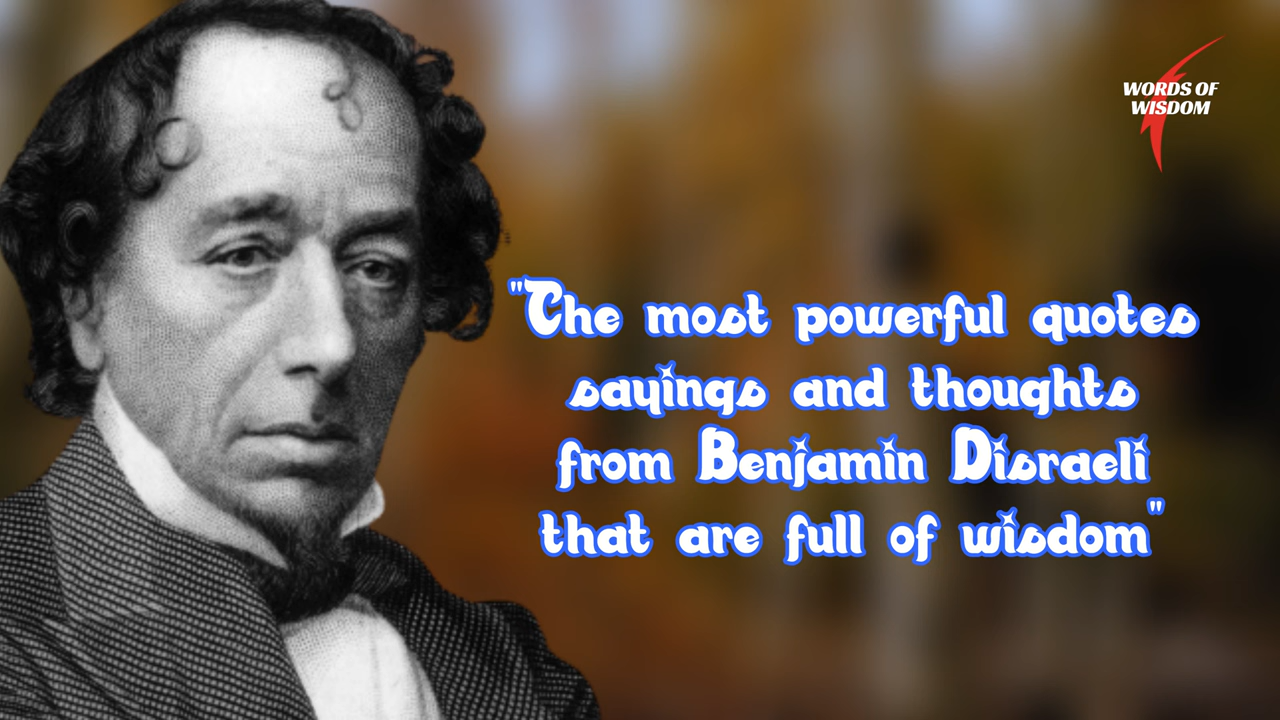 WORDS OF
WISDOM
"The most powerful quotes
sayings and thoughts
from Benjamin Disraeli
that are full of wisdom"